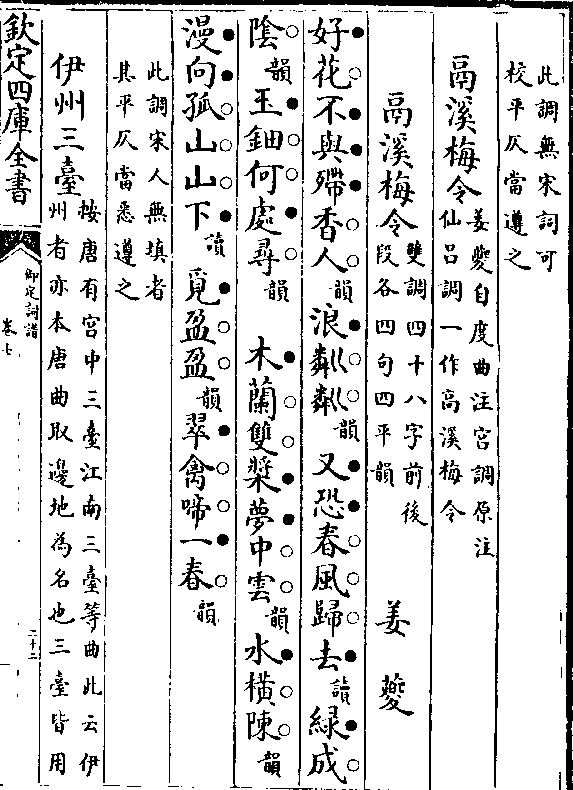 此調無宋詞可
校平仄當遵之
鬲溪梅令
姜夔自度曲注宮調原注
仙呂調一作高溪梅令
鬲溪梅令
雙調四十八字前後
段各四句四平韻
姜夔
好花不與殢香人韻浪粼粼韻又恐春風歸去讀緑成
陰韻玉鈿何處尋韻 木蘭雙槳夢中雲韻水橫陳韻
漫向孤山山下讀覓盈盈韻翠禽啼一春韻
此調宋人無填者
其平仄當悉遵之
伊州三臺
按唐有宮中三臺江南三臺等曲此云伊
州者亦本唐曲取邊地為名也三臺皆用
欽定四庫全書
御定詞譜
卷七
二十二